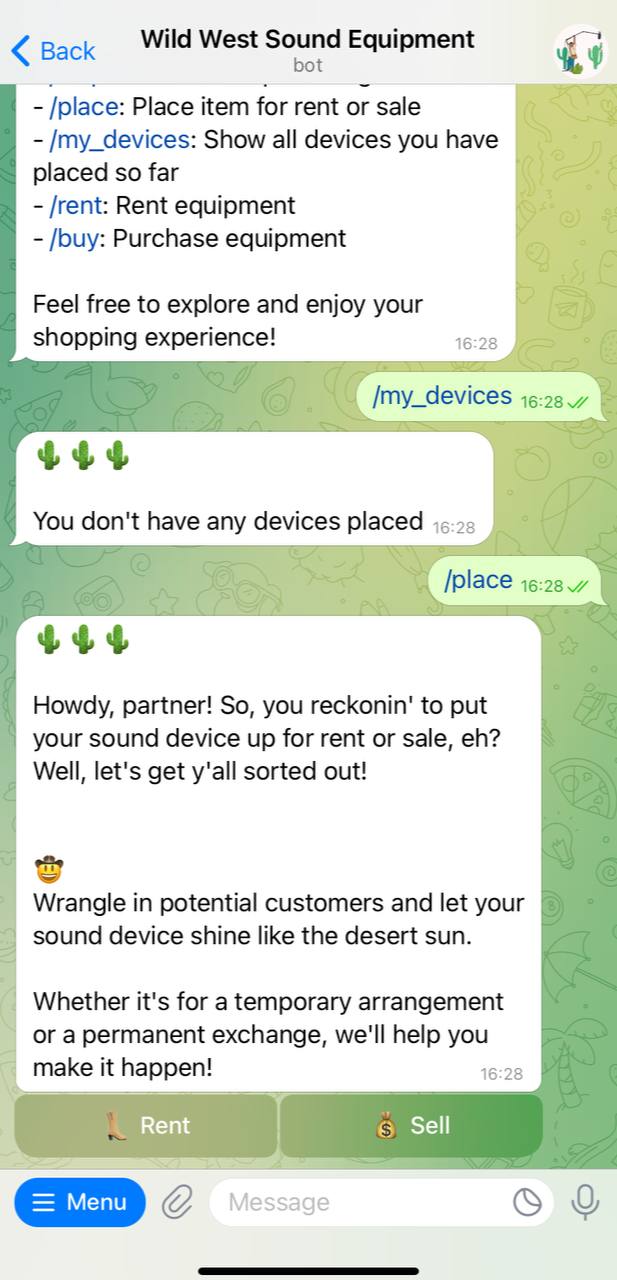 Back
Wild West Sound Equipment
bot
- /place: Place item for rent or sale
- /my_devices: Show all devices you have
placed so far
- /rent: Rent equipment
- /buy: Purchase equipment
Feel free to explore and enjoy your
shopping experience!
16:28
/my_devices 16:28
You don't have any devices placed 16:28
/place 16:28
Howdy, partner! So, you reckonin' to put
your sound device up for rent or sale, eh?
Well, let's get y'all sorted out!
Wrangle in potential customers and let your
sound device shine like the desert sun.
Whether it's for a temporary arrangement
or a permanent exchange, we'll help you
make it happen!
16:28
Rent
Sell
Menu
Message